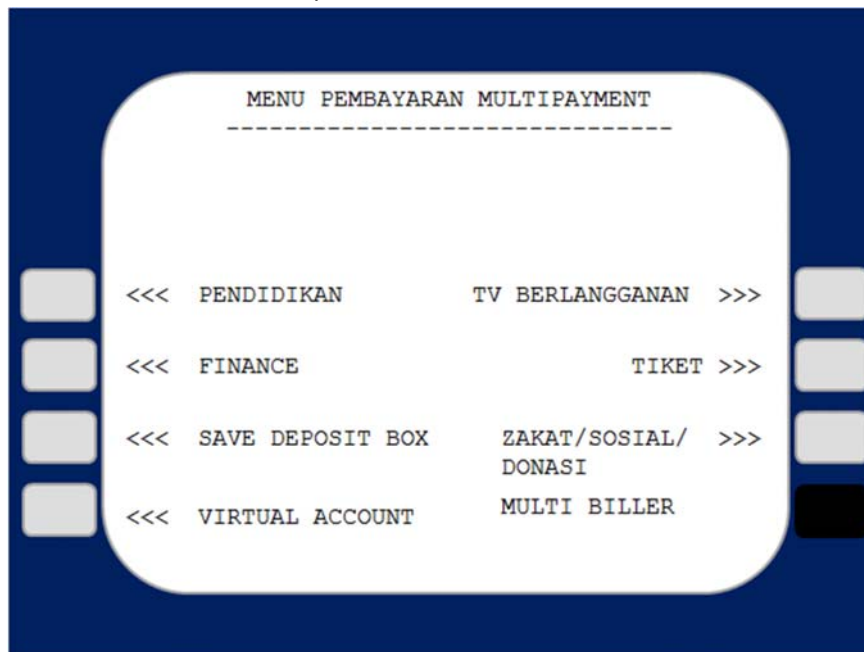 MENU PEMBAYARAN MULTIPAYMENT
-------------------------------
<<< PENDIDIKAN TV BERLANGGANAN >>>
<<< FINANCE TIKET >>>
<<< SAVE DEPOSIT BOX ZAKAT/SOSIAL/ >>>
DONASI
<<< VIRTUAL ACCOUNT MULTI BILLER